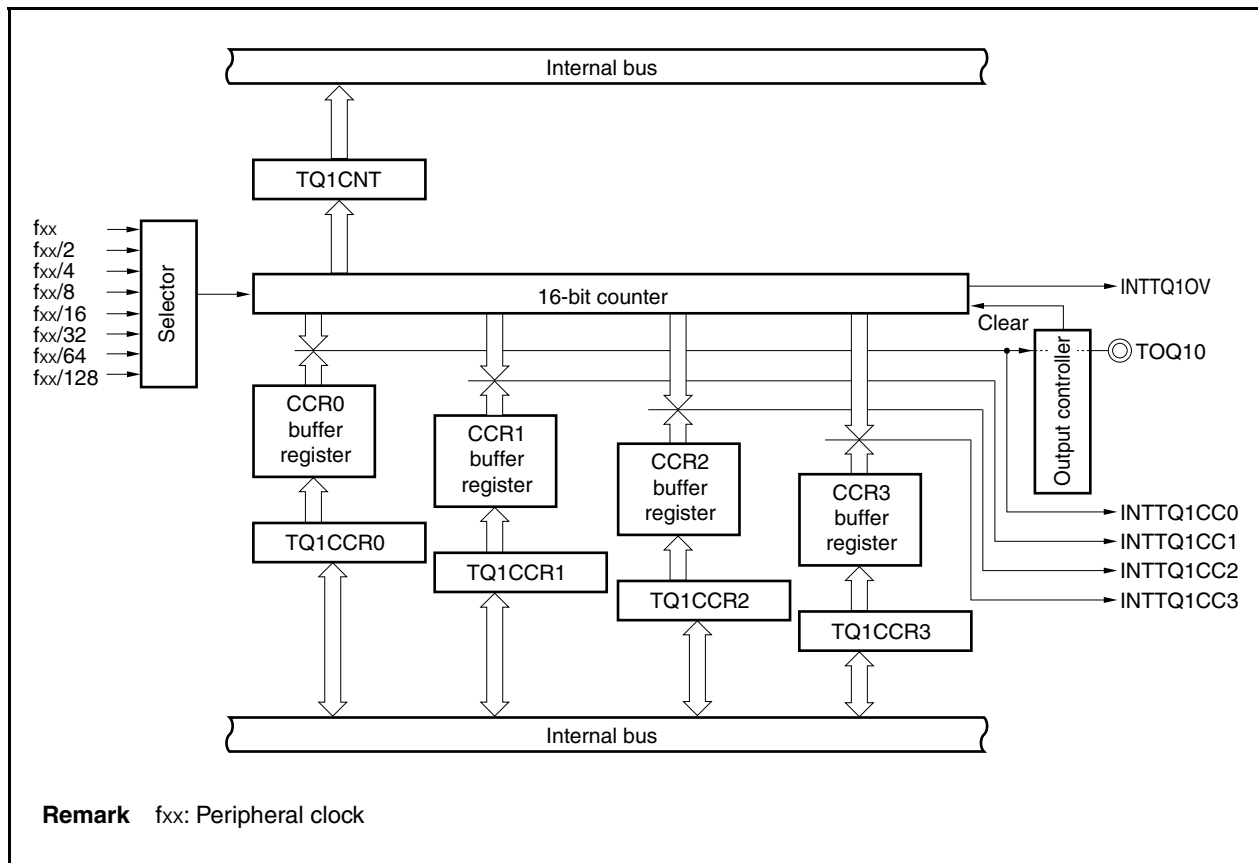 Internal bus
TQ1CNT
fxx
fxx/2
fxx/4
fxx/8
fxx/16
fxx/32
fxx/64
fxx/128
Selector
16-bit counter
INTTQ1OV
Clear
Output controller
TOQ10
CCR0
buffer
register
CCR1
buffer
register
CCR2
buffer
register
CCR3
buffer
register
TQ1CCR0
TQ1CCR1
TQ1CCR2
TQ1CCR3
INTTQ1CC0
INTTQ1CC1
INTTQ1CC2
INTTQ1CC3
Internal bus
Remark fxx: Peripheral clock